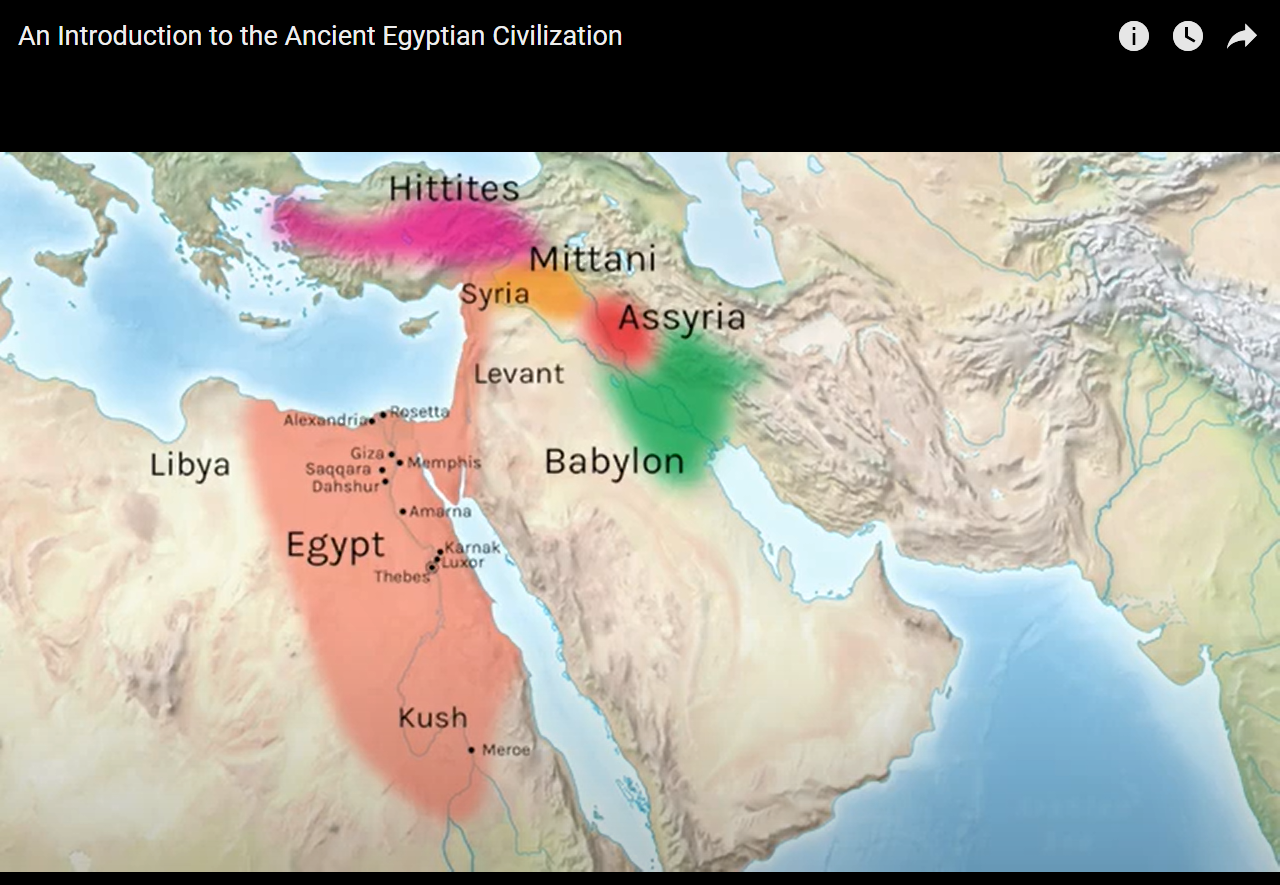 An Introduction to the Ancient Egyptian Civilization
Hittites
Mittani
Syria
Assyria
Levant
Alexandria
Rosetta
Giza
Memphis
Libya
Saqqara
Babylon
Dahshur
Amarna
Egypt
Karnak
Luxor
Thebes
Kush
Meroe